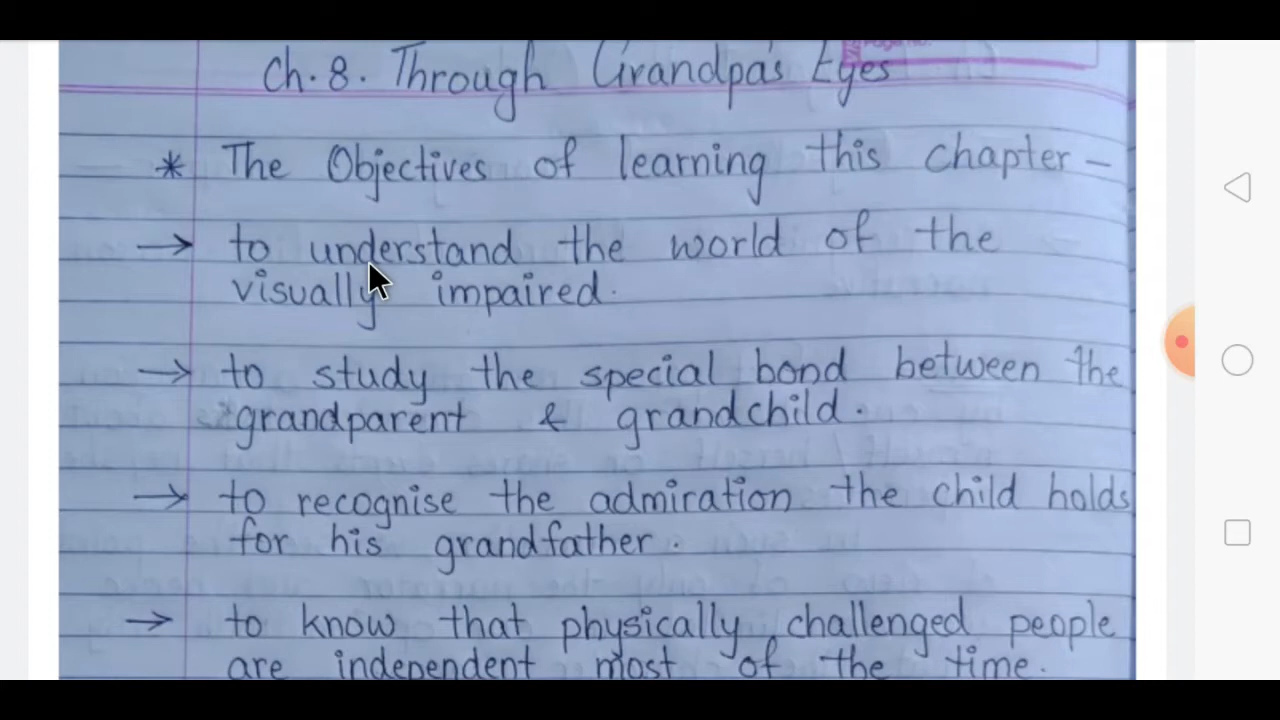 Ch. 8. Through Grandpa's Eyes
* The Objectives of learning this chapter –
→ to understand the world of the
visually impaired.
→ to study the special bond between the
grandparent & grandchild.
→ to recognise the admiration the child holds
for his grandfather.
→ to know that physically challenged people
are independent most of the time.